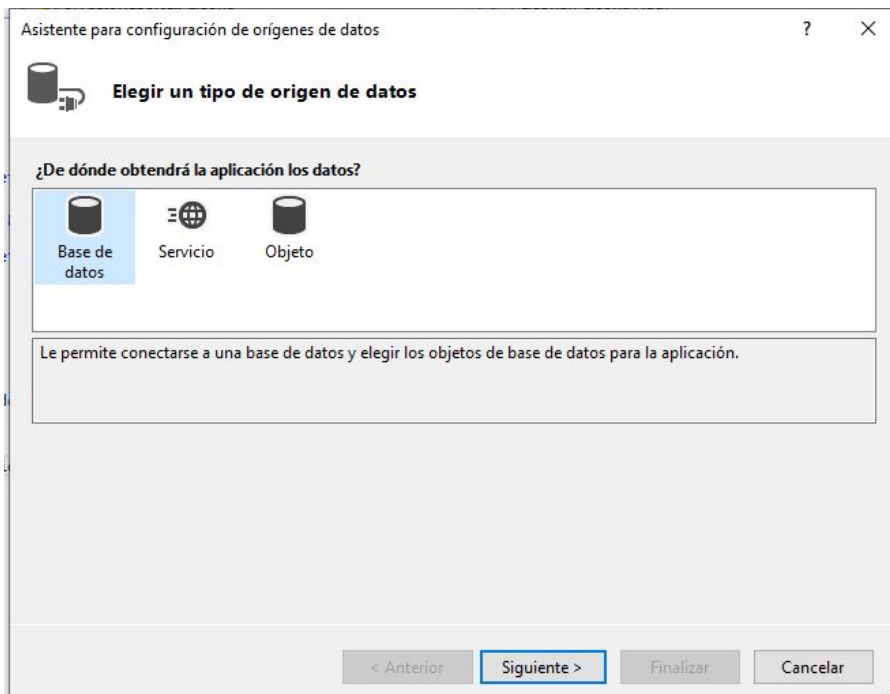 Asistente para configuración de orígenes de datos
?
Elegir un tipo de origen de datos
¿De dónde obtendrá la aplicación los datos?
Base de datos
Servicio
Objeto
Le permite conectarse a una base de datos y elegir los objetos de base de datos para la aplicación.
< Anterior
Siguiente >
Finalizar
Cancelar